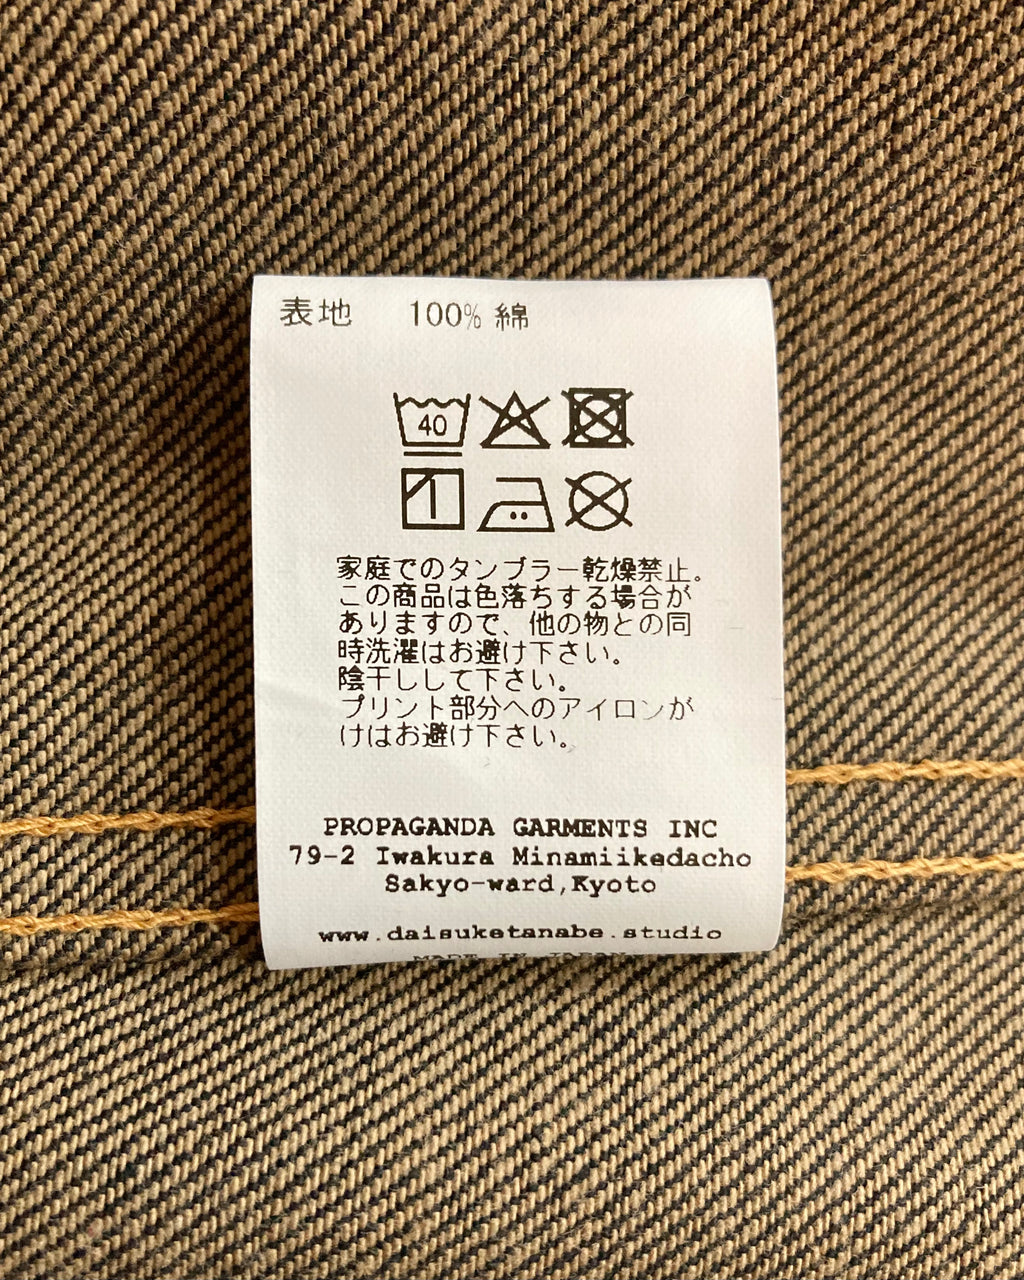 表地 100% 綿
40
家庭でのタンブラー乾燥禁止。
この商品は色落ちする場合が
ありますので、他の物との同
時洗濯はお避け下さい。
陰干しして下さい。
プリント部分へのアイロンが
けはお避け下さい。
PROPAGANDA GARMENTS INC
79-2 Iwakura Minamiikedacho
Sakyo-ward,Kyoto
www.daisuketanabe.studio
MADE IN JAPAN